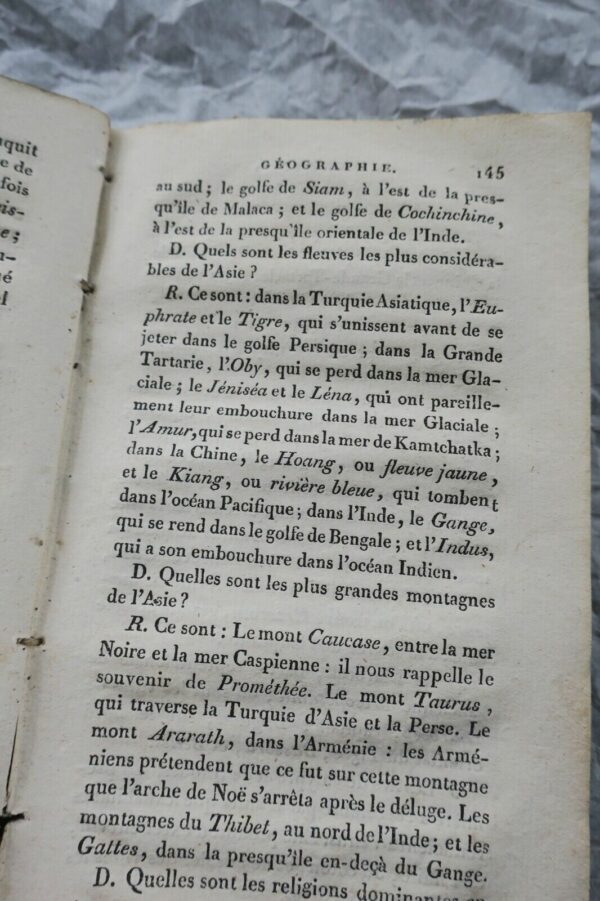 quit
e de
fois
is-
e ;
u-
ué
el
GÉOGRAPHIE. 145
au sud ; le golfe de Siam, à l'est de la pres-
qu'île de Malaca ; et le golfe de Cochinchine,
à l'est de la presqu'île orientale de l'Inde.
D. Quels sont les fleuves les plus considéra-
bles de l'Asie ?
R. Ce sont : dans la Turquie Asiatique, l'Eu-
phrate et le Tigre, qui s'unissent avant de se
jeter dans le golfe Persique ; dans la Grande
Tartarie, l'Oby, qui se perd dans la mer Gla-
ciale ; le Jéniséa et le Léna, qui ont pareille-
ment leur embouchure dans la mer Glaciale ;
l'Amur, qui se perd dans la mer de Kamtchatka ;
dans la Chine, le Hoang, ou fleuve jaune,
et le Kiang, ou rivière bleue, qui tombent
dans l'océan Pacifique ; dans l'Inde, le Gange,
qui se rend dans le golfe de Bengale ; et l'Indus,
qui a son embouchure dans l'océan Indien.
D. Quelles sont les plus grandes montagnes
de l'Asie ?
R. Ce sont : Le mont Caucase, entre la mer
Noire et la mer Caspienne : il nous rappelle le
souvenir de Prométhée. Le mont Taurus,
qui traverse la Turquie d'Asie et la Perse. Le
mont Ararath, dans l'Arménie : les Armé-
niens prétendent que ce fut sur cette montagne
que l'arche de Noë s'arrêta après le déluge. Les
montagnes du Thibet, au nord de l'Inde ; et les
Gattes, dans la presqu'île en-deçà du Gange.
D. Quelles sont les religions dominantes en